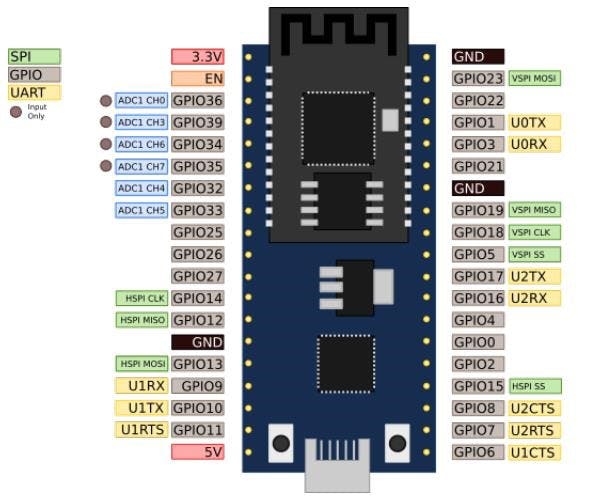 SPI
GPIO
UART
Input
Only
3.3V
EN
ADC1 CH0 GPIO36
ADC1 CH3 GPIO39
ADC1 CH6 GPIO34
ADC1 CH7 GPIO35
ADC1 CH4 GPIO32
ADC1 CH5 GPIO33
GPIO25
GPIO26
GPIO27
HSPI CLK GPIO14
HSPI MISO GPIO12
GND
HSPI MOSI GPIO13
U1RX GPIO9
U1TX GPIO10
U1RTS GPIO11
5V
GND
GPIO23 VSPI MOSI
GPIO22
GPIO1 U0TX
GPIO3 U0RX
GPIO21
GND
GPIO19 VSPI MISO
GPIO18 VSPI CLK
GPIO5 VSPI SS
GPIO17 U2TX
GPIO16 U2RX
GPIO4
GPIO0
GPIO2
GPIO15 HSPI SS
GPIO8 U2CTS
GPIO7 U2RTS
GPIO6 U1CTS